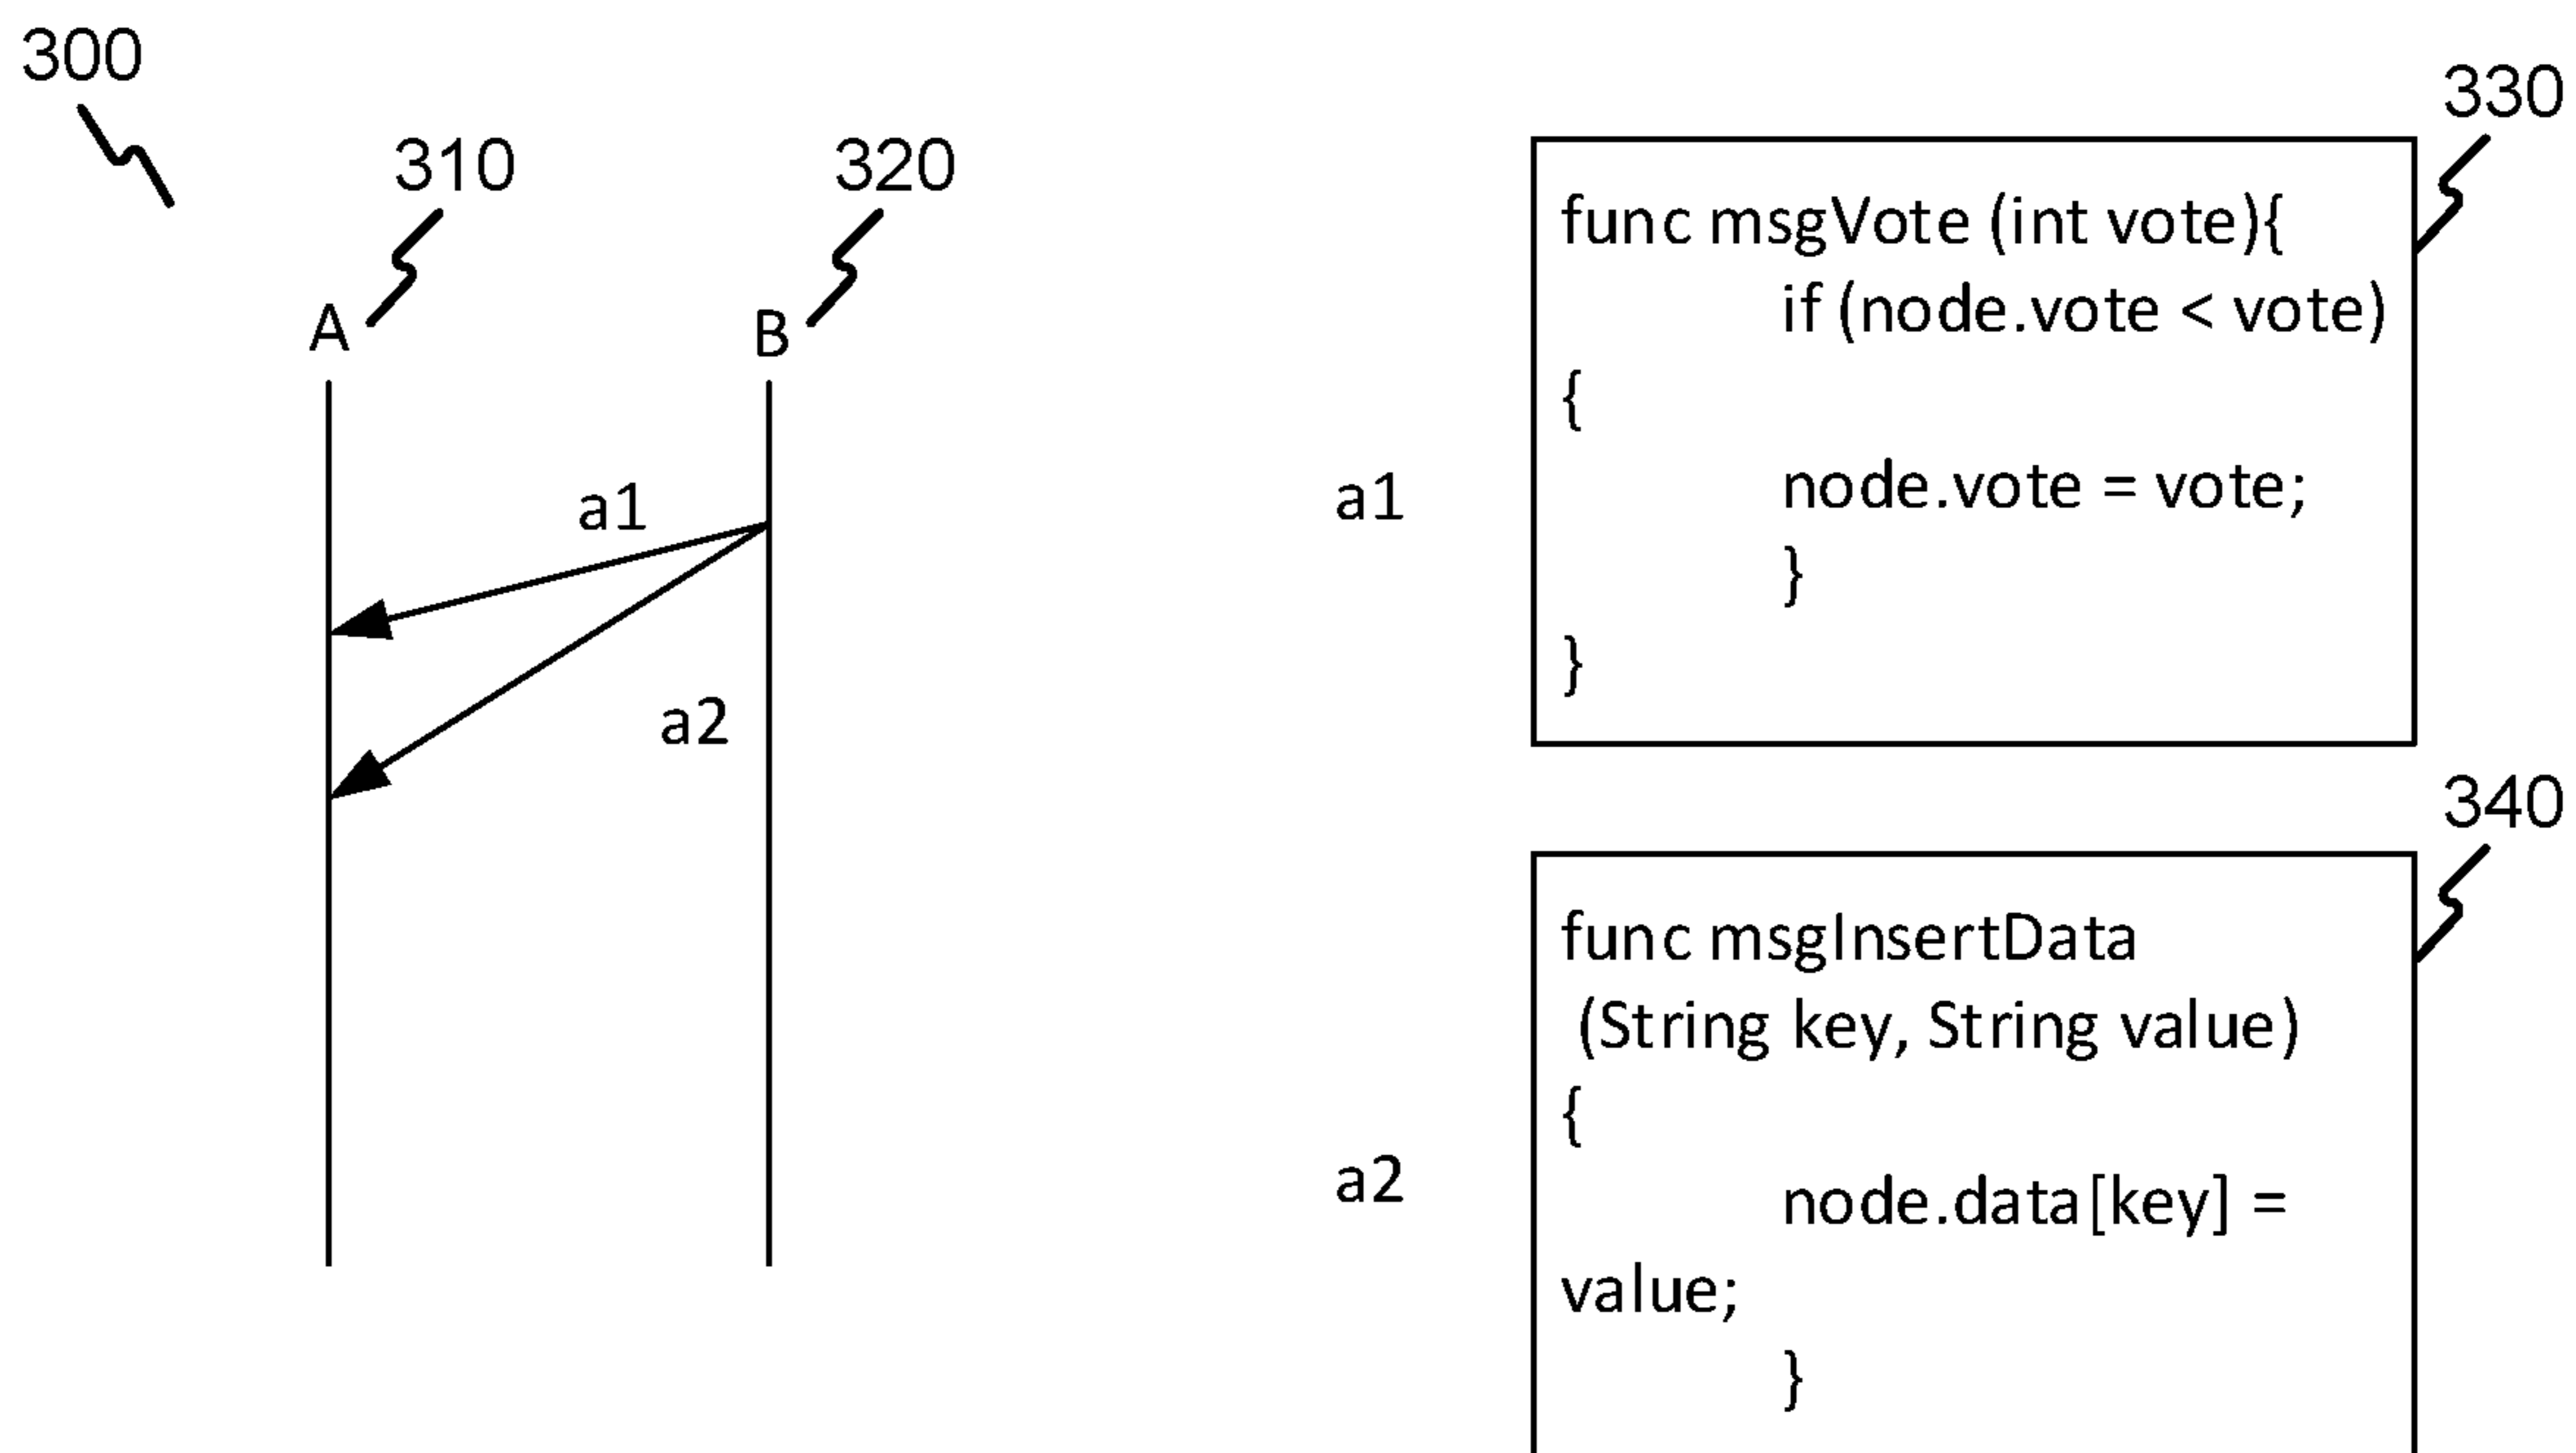 300
310
320
330
A
B
a1
a2
a1
func msgVote (int vote){
if (node.vote < vote)
{
node.vote = vote;
}
}
340
a2
func msgInsertData
(String key, String value)
{
node.data[key] =
value;
}